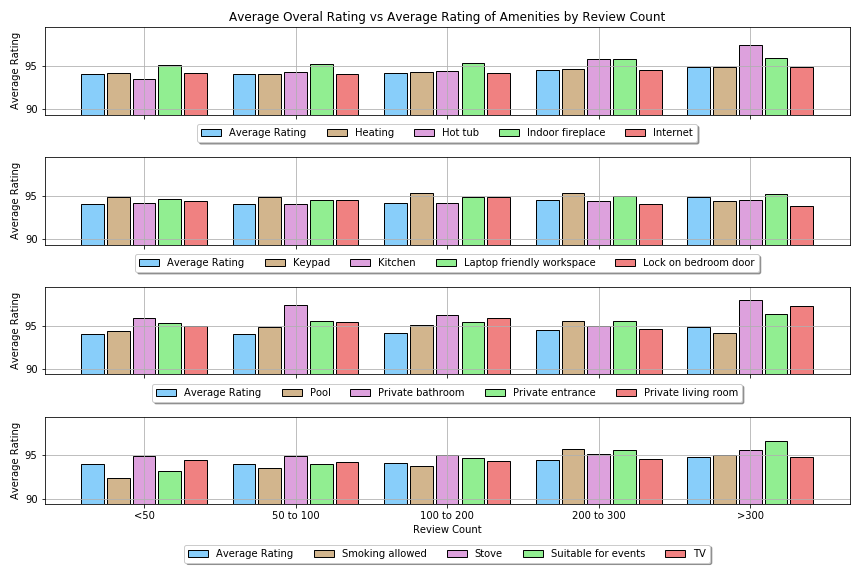 Average Overal Rating vs Average Rating of Amenities by Review Count
Average Rating
95
90
Average Rating Heating Hot tub Indoor fireplace Internet
Average Rating
95
90
Average Rating Keypad Kitchen Laptop friendly workspace Lock on bedroom door
Average Rating
95
90
Average Rating Pool Private bathroom Private entrance Private living room
Average Rating
95
90
<50 50 to 100 100 to 200 200 to 300 >300
Review Count
Average Rating Smoking allowed Stove Suitable for events TV